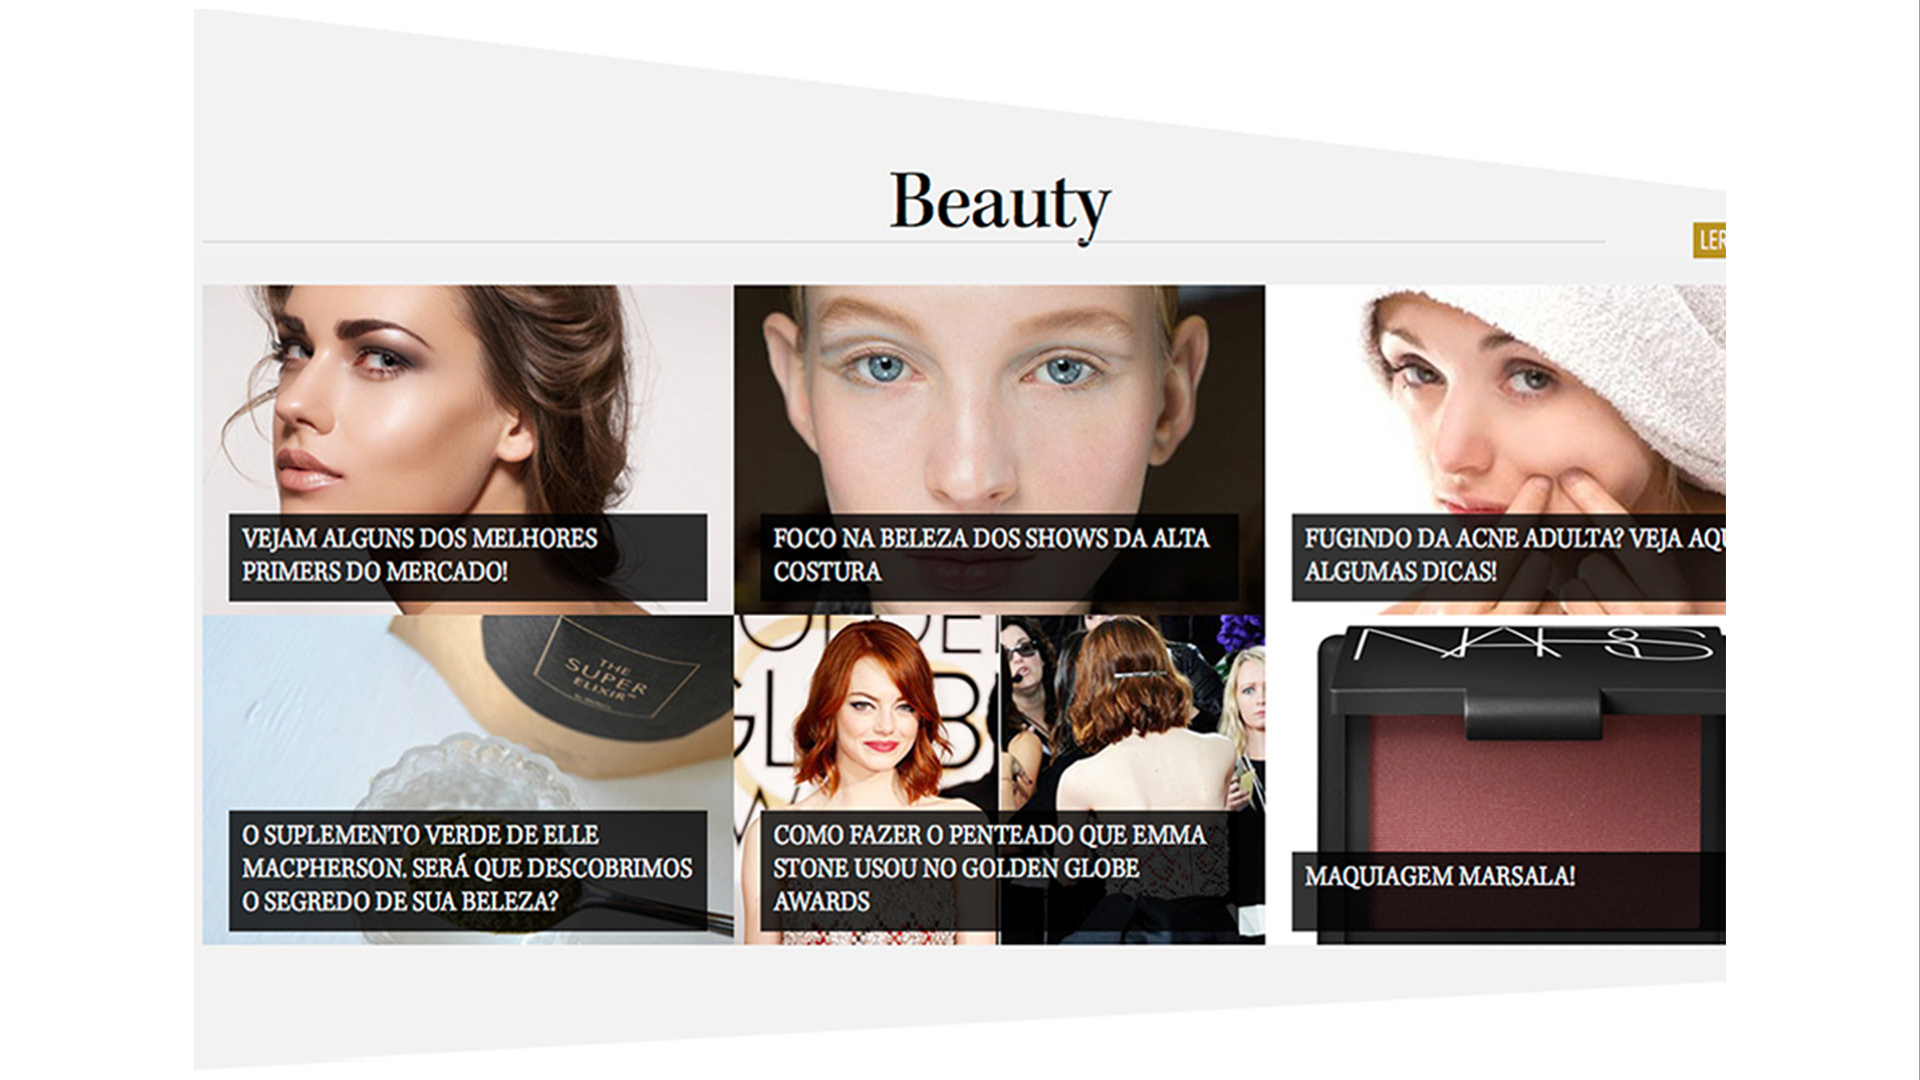 Beauty
LER
VEJAM ALGUNS DOS MELHORES
PRIMERS DO MERCADO!
FOCO NA BELEZA DOS SHOWS DA ALTA
COSTURA
FUGINDO DA ACNE ADULTA? VEJA AQU
ALGUMAS DICAS!
THE
SUPER
ELIXIR™
NARS
O SUPLEMENTO VERDE DE ELLE
MACPHERSON. SERÁ QUE DESCOBRIMOS
O SEGREDO DE SUA BELEZA?
COMO FAZER O PENTEADO QUE EMMA
STONE USOU NO GOLDEN GLOBE
AWARDS
MAQUIAGEM MARSALA!